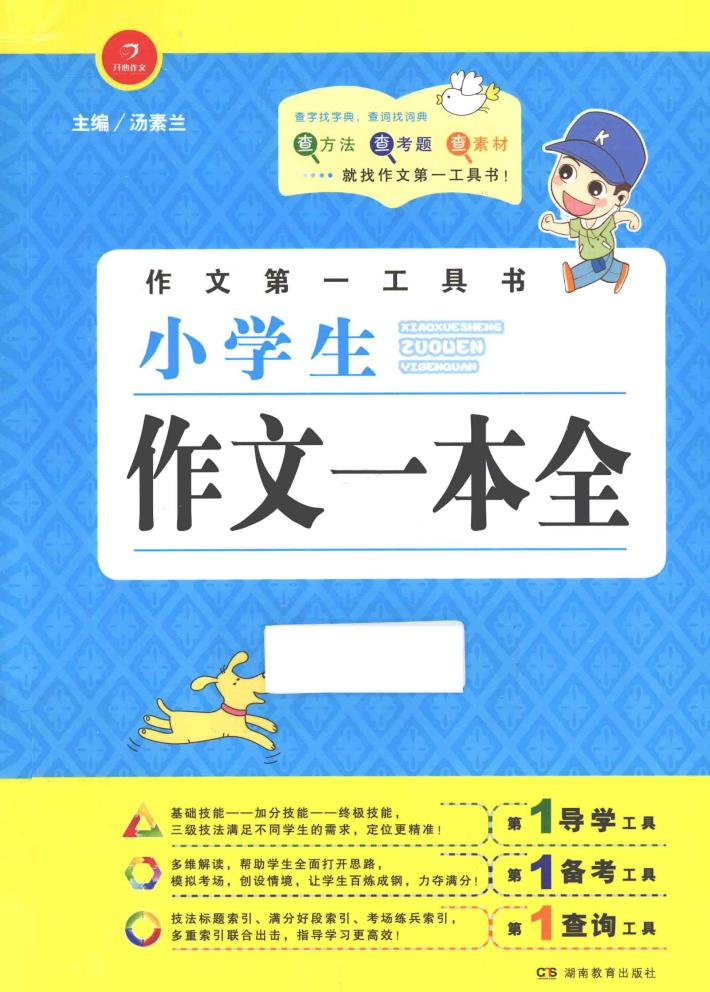 开心作文
主编/汤素兰
查字找字典,查词找词典
查方法 查考题 查素材
就找作文第一工具书!
K
作文第一工具书
小学生
XIAOXUESHENG
ZUOWEN
YIBENQUAN
作文一本全
基础技能——加分技能——终极技能,
三级技法满足不同学生的需求,定位更精准!
第1导学工具
多维解读,帮助学生全面打开思路,
模拟考场,创设情境,让学生百炼成钢,力夺满分!
第1备考工具
技法标题索引、满分好段索引、考场练兵索引,
多重索引联合出击,指导学习更高效!
第1查询工具
湖南教育出版社